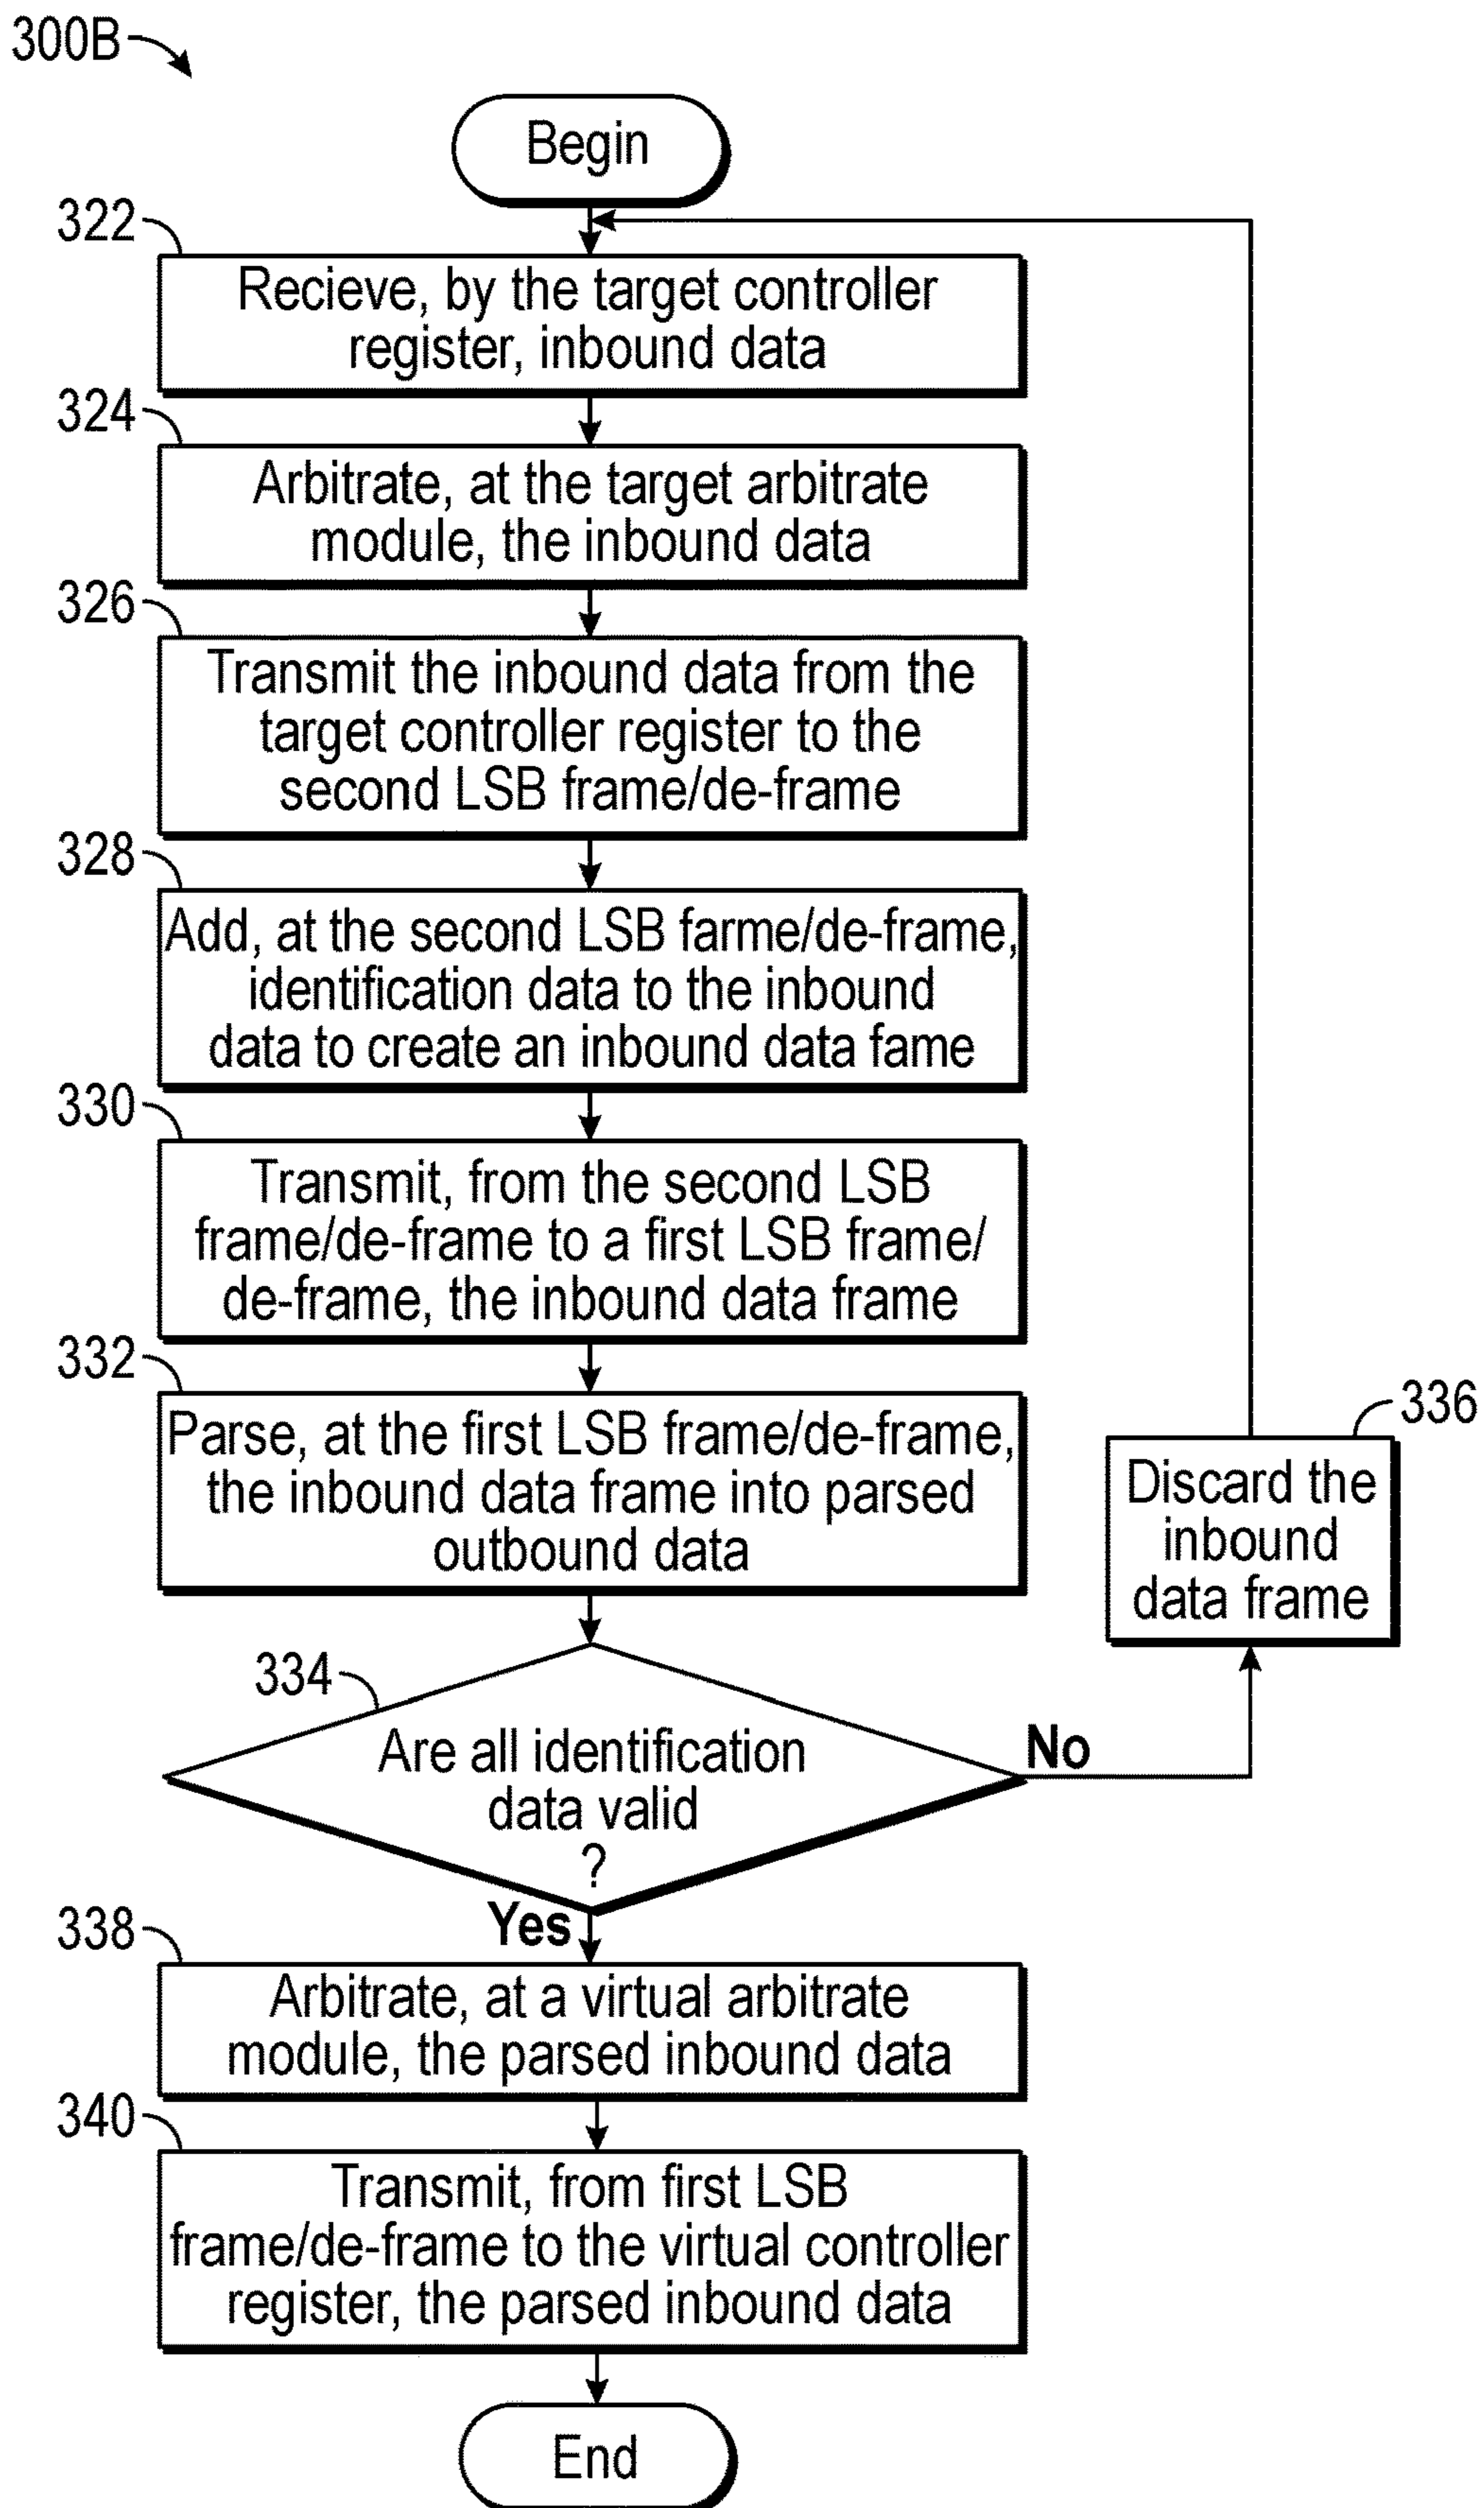 300B
Begin
322
Recieve, by the target controller
register, inbound data
324
Arbitrate, at the target arbitrate
module, the inbound data
326
Transmit the inbound data from the
target controller register to the
second LSB frame/de-frame
328
Add, at the second LSB farme/de-frame,
identification data to the inbound
data to create an inbound data fame
330
Transmit, from the second LSB
frame/de-frame to a first LSB frame/
de-frame, the inbound data frame
332
Parse, at the first LSB frame/de-frame,
the inbound data frame into parsed
outbound data
336
Discard the
inbound
data frame
334
Are all identification
data valid
?
No
Yes
338
Arbitrate, at a virtual arbitrate
module, the parsed inbound data
340
Transmit, from first LSB
frame/de-frame to the virtual controller
register, the parsed inbound data
End